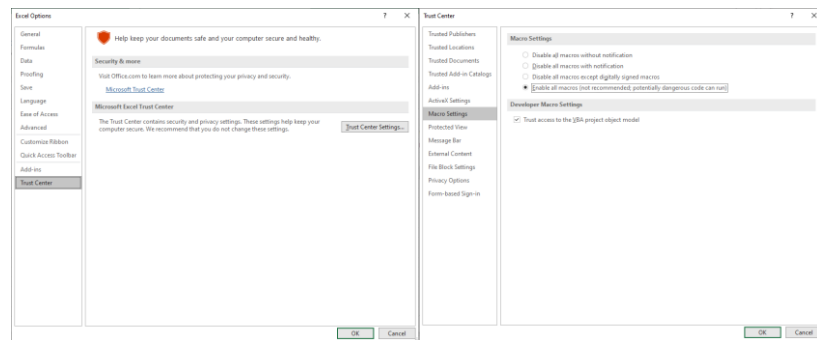 Excel Options
? ×
General
Formulas
Data
Proofing
Save
Language
Ease of Access
Advanced
Customize Ribbon
Quick Access Toolbar
Add-ins
Trust Center
Help keep your documents safe and your computer secure and healthy.
Security & more
Visit Office.com to learn more about protecting your privacy and security.
Microsoft Trust Center
Microsoft Excel Trust Center
The Trust Center contains security and privacy settings. These settings help keep your
computer secure. We recommend that you do not change these settings.
Trust Center Settings...
OK Cancel
Trust Center
? ×
Trusted Publishers
Trusted Locations
Trusted Documents
Trusted Add-in Catalogs
Add-ins
ActiveX Settings
Macro Settings
Protected View
Message Bar
External Content
File Block Settings
Privacy Options
Form-based Sign-in
Macro Settings
Disable all macros without notification
Disable all macros with notification
Disable all macros except digitally signed macros
Enable all macros (not recommended; potentially dangerous code can run)
Developer Macro Settings
Trust access to the VBA project object model
OK Cancel